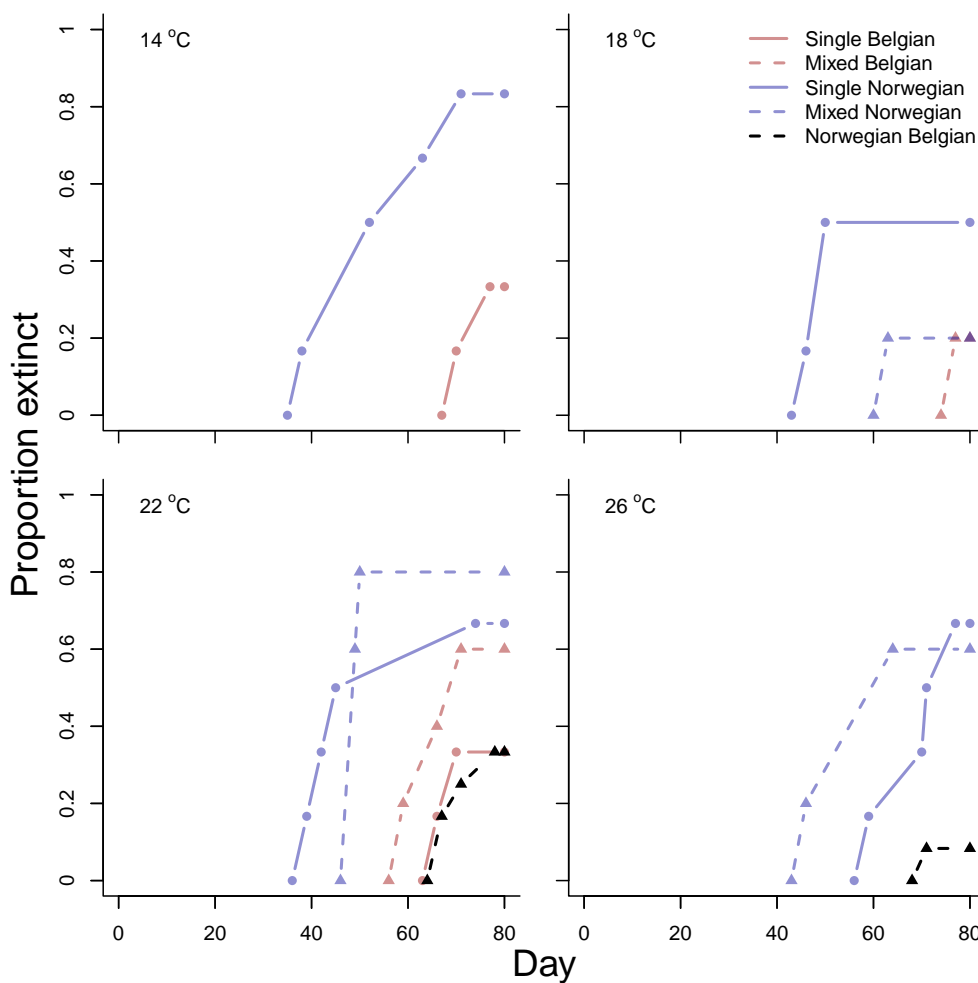 14 °C
18 °C
Single Belgian
Mixed Belgian
Single Norwegian
Mixed Norwegian
Norwegian Belgian
1
0.8
0.6
0.4
0.2
0
0 20 40 60 80
0 20 40 60 80
22 °C
26 °C
1
0.8
0.6
0.4
0.2
0
Proportion extinct
Day